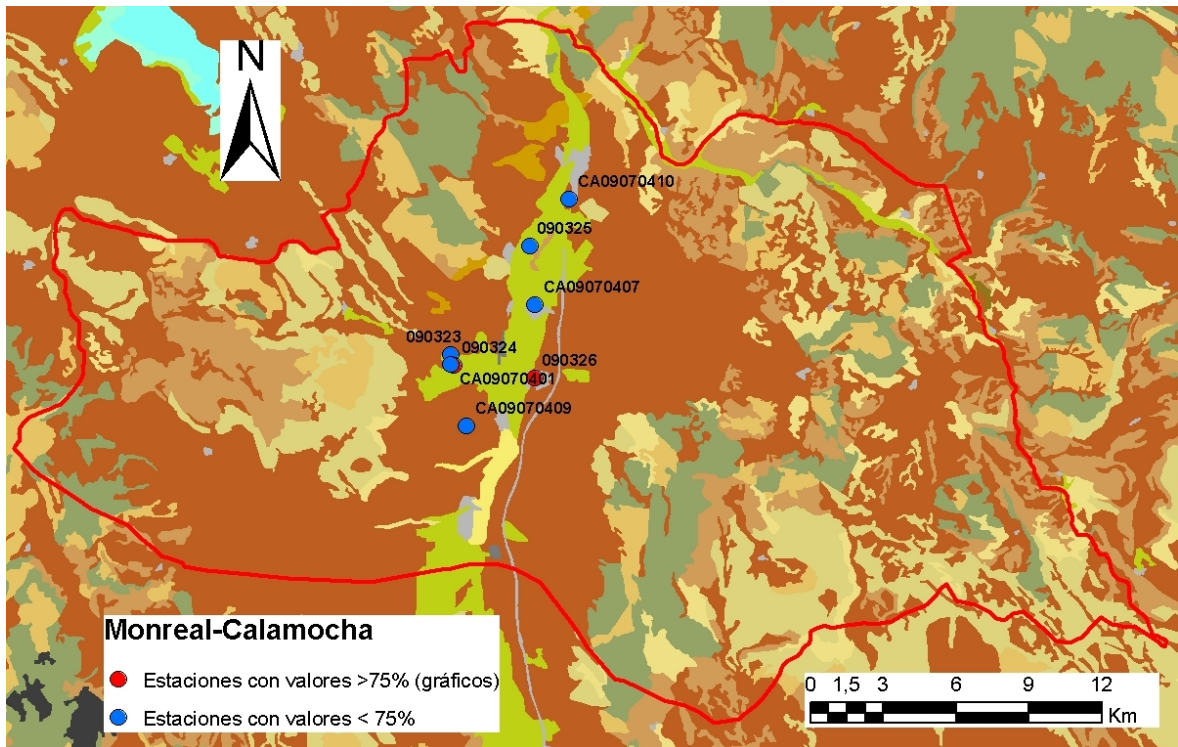 N
CA09070410
090325
CA09070407
090323
090324
090326
CA09070401
CA09070409
Monreal-Calamocha
Estaciones con valores >75% (gráficos)
Estaciones con valores < 75%
0 1,5 3 6 9 12
Km